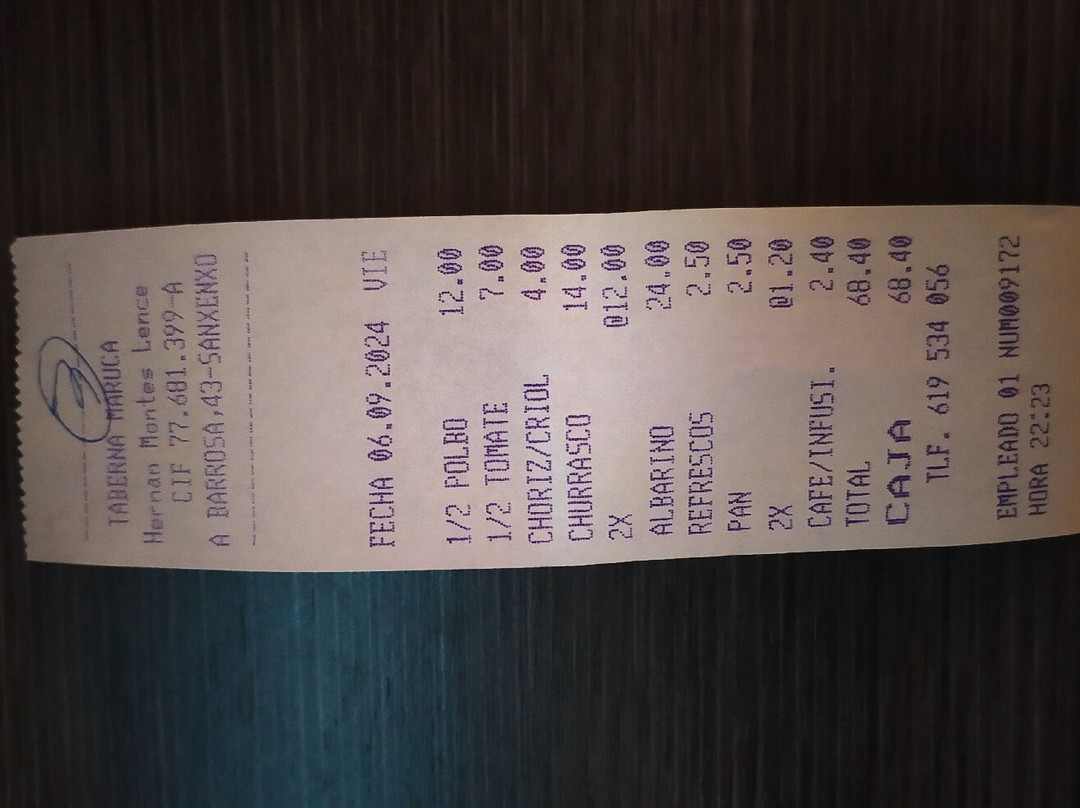 3
TABERNA MARUCA
Hernan Montes Lence
CIF 77.681.399-A
A BARROSA,43-SANXENXO
FECHA 06.09.2024 VIE
1/2 POLBO 12.00
1/2 TOMATE 7.00
CHORIZ/CRIOL 4.00
CHURRASCO 14.00
2X @12.00
ALBARINO 24.00
REFRESCOS 2.50
PAN 2.50
2X @1.20
CAFE/INFUSI. 2.40
TOTAL 68.40
CAJA 68.40
TLF. 619 534 056
EMPLEADO 01 NUM009172
HORA 22:23